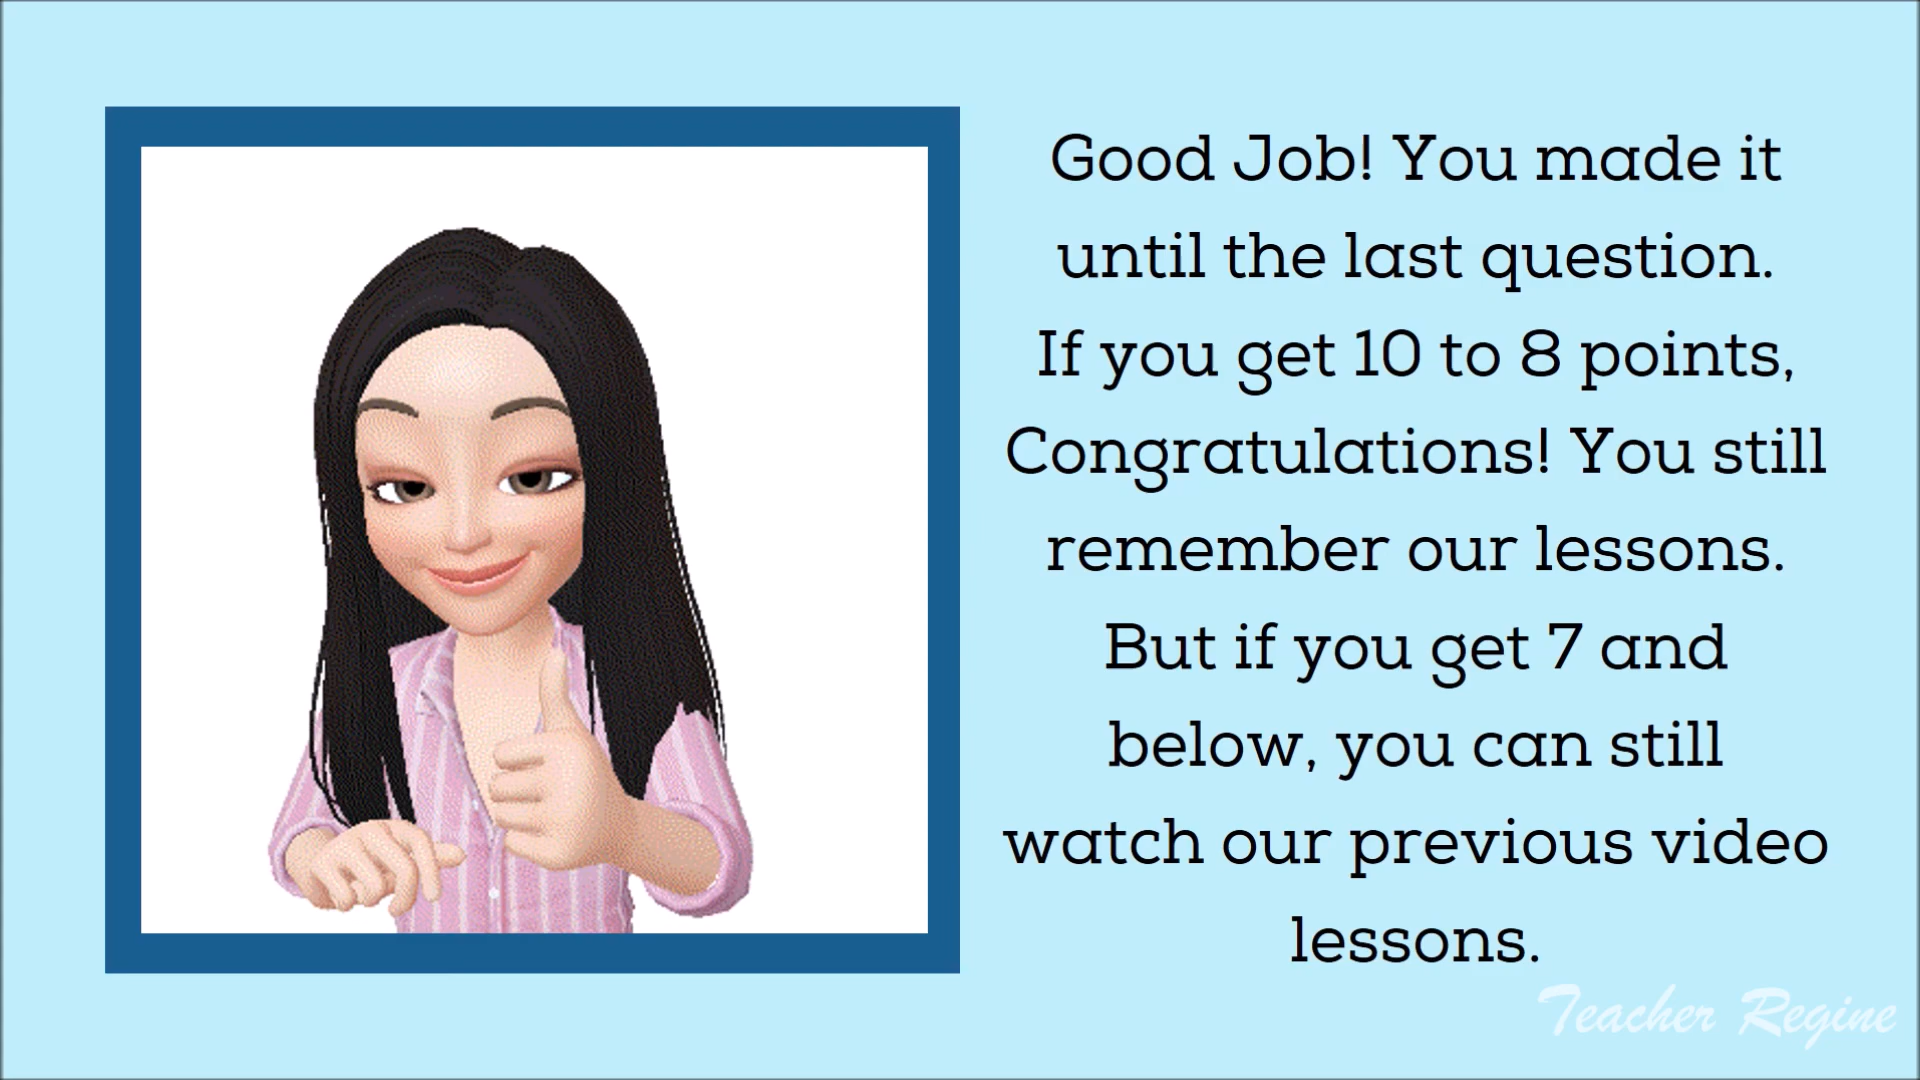 Good Job! You made it
until the last question.
If you get 10 to 8 points,
Congratulations! You still
remember our lessons.
But if you get 7 and
below, you can still
watch our previous video
lessons.
Teacher Regine